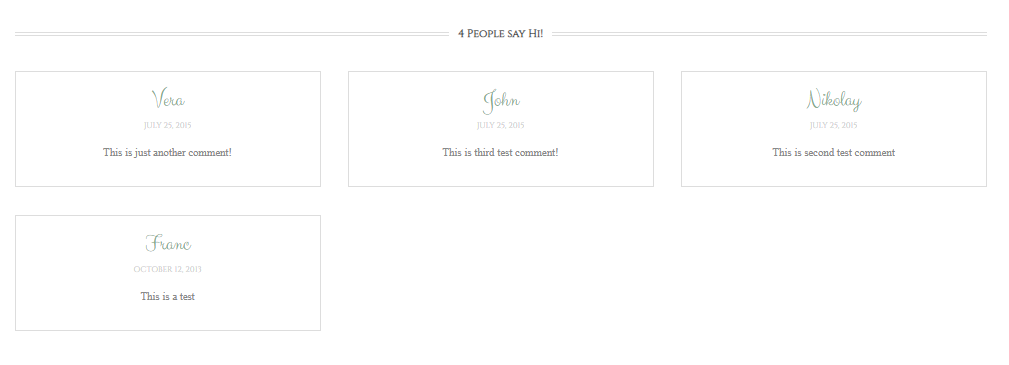 4 People say Hi!
Vera
July 25, 2015
This is just another comment!
John
July 25, 2015
This is third test comment!
Nikolay
July 25, 2015
This is second test comment
Franc
October 12, 2013
This is a test